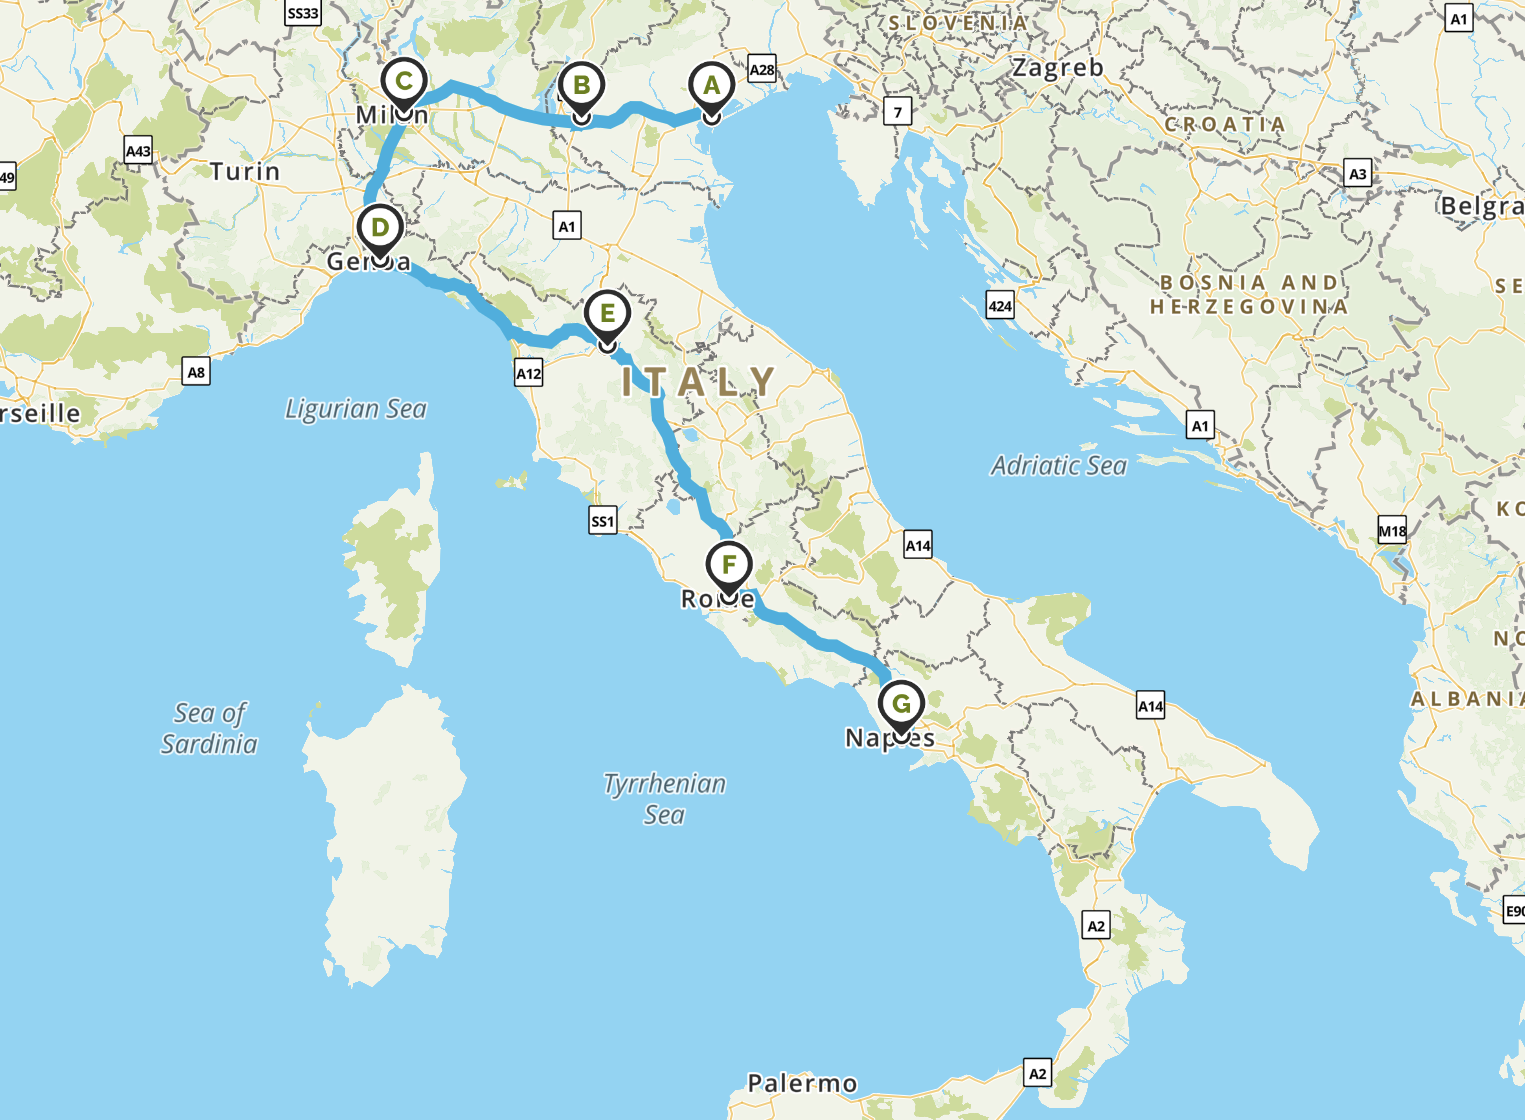 SS33
SLOVENIA
A1
A28
Zagreb
C
B
A
7
Milan
CROATIA
A43
Turin
A3
49
Belgra
D
A1
Genoa
BOSNIA AND
HERZEGOVINA
SE
424
E
A8
A12
ITALY
Ligurian Sea
rseille
A1
Adriatic Sea
KO
SS1
M18
A14
F
Rome
NO
ALBANIA
G
A14
Sea of
Sardinia
Naples
Tyrrhenian
Sea
E90
A2
A2
Palermo